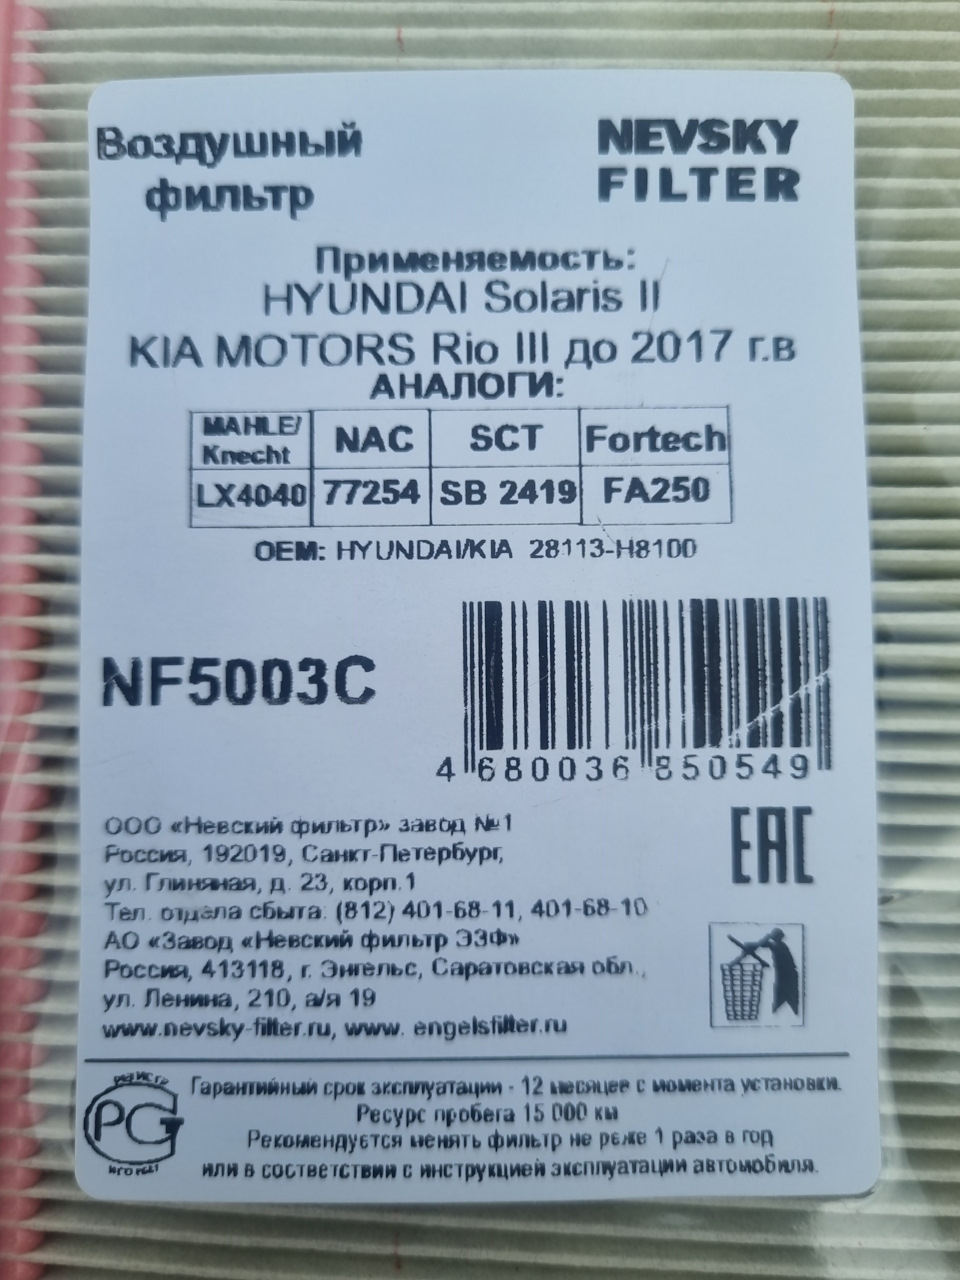 Воздушный
фильтр
NEVSKY
FILTER
Применяемость:
HYUNDAI Solaris II
KIA MOTORS Rio III до 2017 г.в
АНАЛОГИ:
MAHLE/ Knecht NAC SCT Fortech
LX4040 77254 SB 2419 FA250
OEM: HYUNDAI/KIA 28113-H8100
NF5003C
4 680036 850549
ООО «Невский фильтр» завод №1
Россия, 192019, Санкт-Петербург,
ул. Глиняная, д. 23, корп.1
Тел. отдела сбыта: (812) 401-68-11, 401-68-10
АО «Завод «Невский фильтр ЭЗФ»
Россия, 413118, г. Энгельс, Саратовская обл.,
ул. Ленина, 210, а/я 19
www.nevsky-filter.ru, www. engelsfilter.ru
EAC
PG
Гарантийный срок эксплуатации - 12 месяцев с момента установки.
Ресурс пробега 15 000 км
Рекомендуется менять фильтр не реже 1 раза в год
или в соответствии с инструкцией эксплуатации автомобиля.